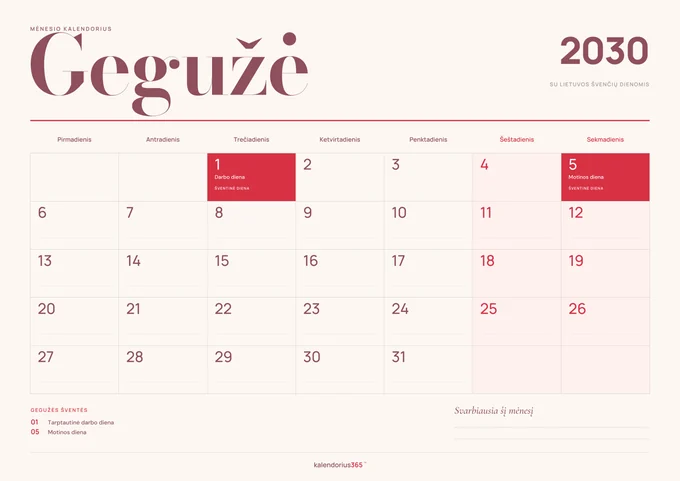 MĖNESIO KALENDORIUS
Gegužė
2030
SU LIETUVOS ŠVENČIŲ DIENOMIS
Pirmadienis Antradienis Trečiadienis Ketvirtadienis Penktadienis Šeštadienis Sekmadienis
1 2 3 4 5
Darbo diena Motinos diena
ŠVENTINĖ DIENA ŠVENTINĖ DIENA
6 7 8 9 10 11 12
13 14 15 16 17 18 19
20 21 22 23 24 25 26
27 28 29 30 31
GEGUŽĖS ŠVENTĖS
01 Tarptautinė darbo diena
05 Motinos diena
Svarbiausia šį mėnesį
kalendorius365